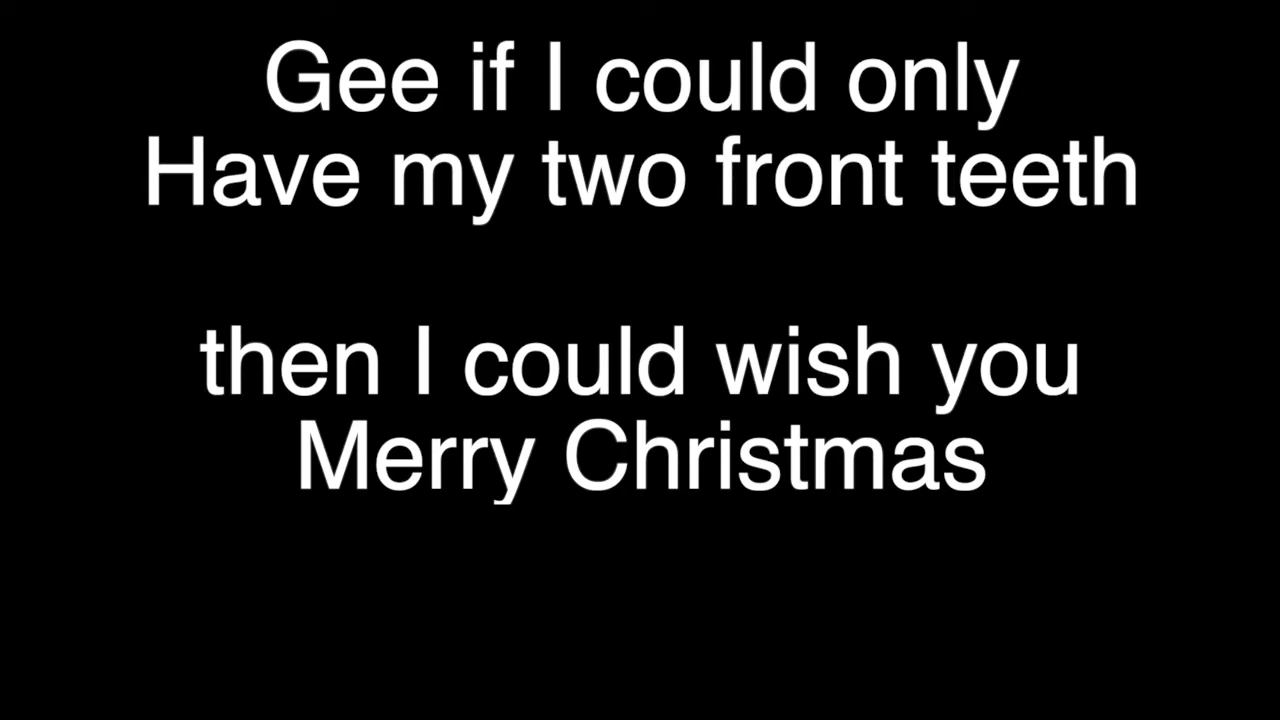 Gee if I could only
Have my two front teeth
then I could wish you
Merry Christmas